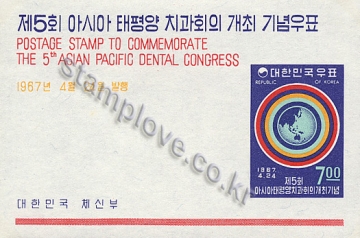 제5회 아시아 태평양 치과회의 개최 기념우표
POSTAGE STAMP TO COMMEMORATE
THE 5th ASIAN PACIFIC DENTAL CONGRESS
1967년 4월 발행
대한민국우표
REPUBLIC OF KOREA
1967.
4.24
7.00
제5회
아시아태평양치과회의개최기념
대한민국 체신부
stamplove.co.kr